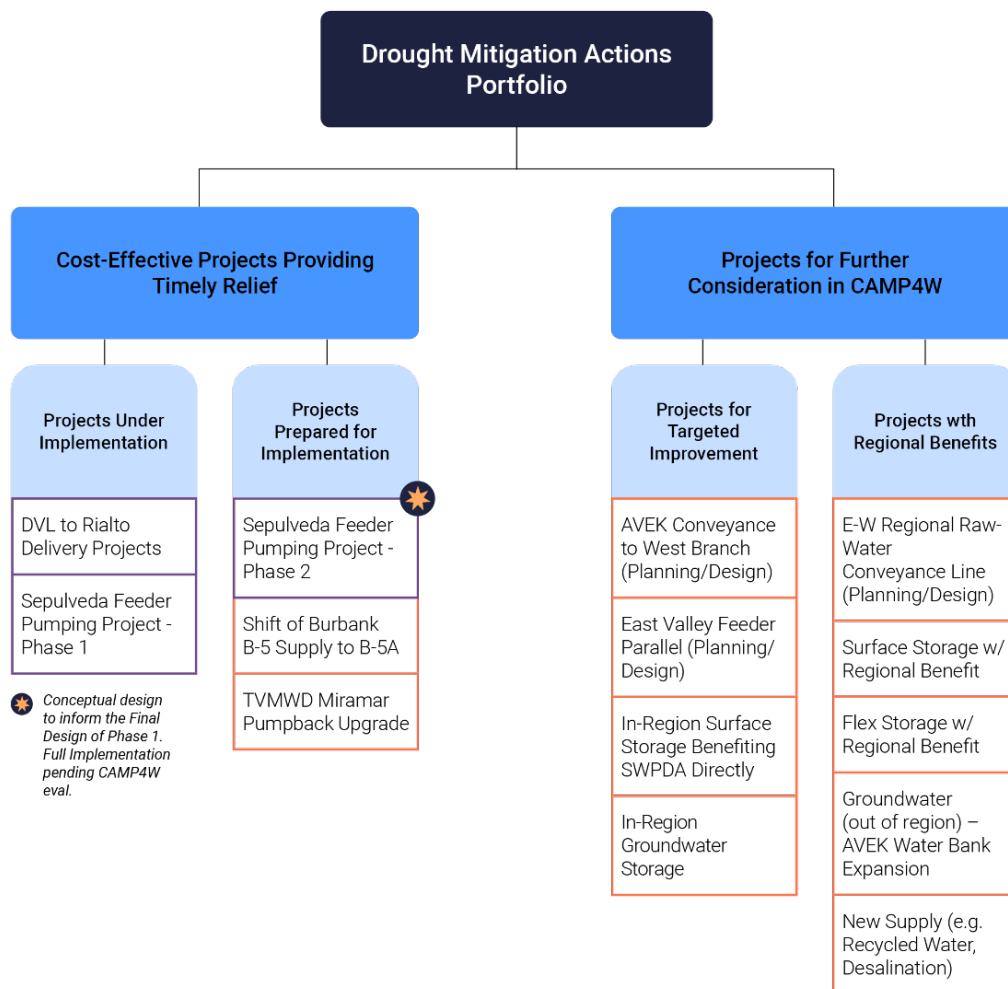 Drought Mitigation Actions
Portfolio
Cost-Effective Projects Providing
Timely Relief
Projects Under
Implementation
DVL to Rialto
Delivery Projects
Sepulveda Feeder
Pumping Project -
Phase 1
Conceptual design
to inform the Final
Design of Phase 1.
Full Implementation
pending CAMP4W
eval.
Projects
Prepared for
Implementation
Sepulveda Feeder
Pumping Project -
Phase 2
Shift of Burbank
B-5 Supply to B-5A
TVMWD Miramar
Pumpback Upgrade
Projects for Further
Consideration in CAMP4W
Projects for
Targeted
Improvement
AVEK Conveyance
to West Branch
(Planning/Design)
East Valley Feeder
Parallel (Planning/
Design)
In-Region Surface
Storage Benefiting
SWPDA Directly
In-Region
Groundwater
Storage
Projects wth
Regional Benefits
E-W Regional Raw-
Water
Conveyance Line
(Planning/Design)
Surface Storage w/
Regional Benefit
Flex Storage w/
Regional Benefit
Groundwater
(out of region) –
AVEK Water Bank
Expansion
New Supply (e.g.
Recycled Water,
Desalination)